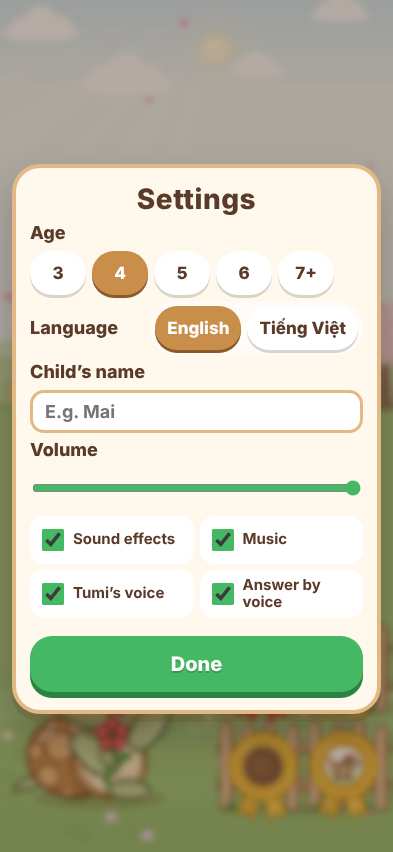 Settings
Age
3 4 5 6 7+
Language English Tiếng Việt
Child’s name
E.g. Mai
Volume
Sound effects Music
Tumi’s voice Answer by
voice
Done